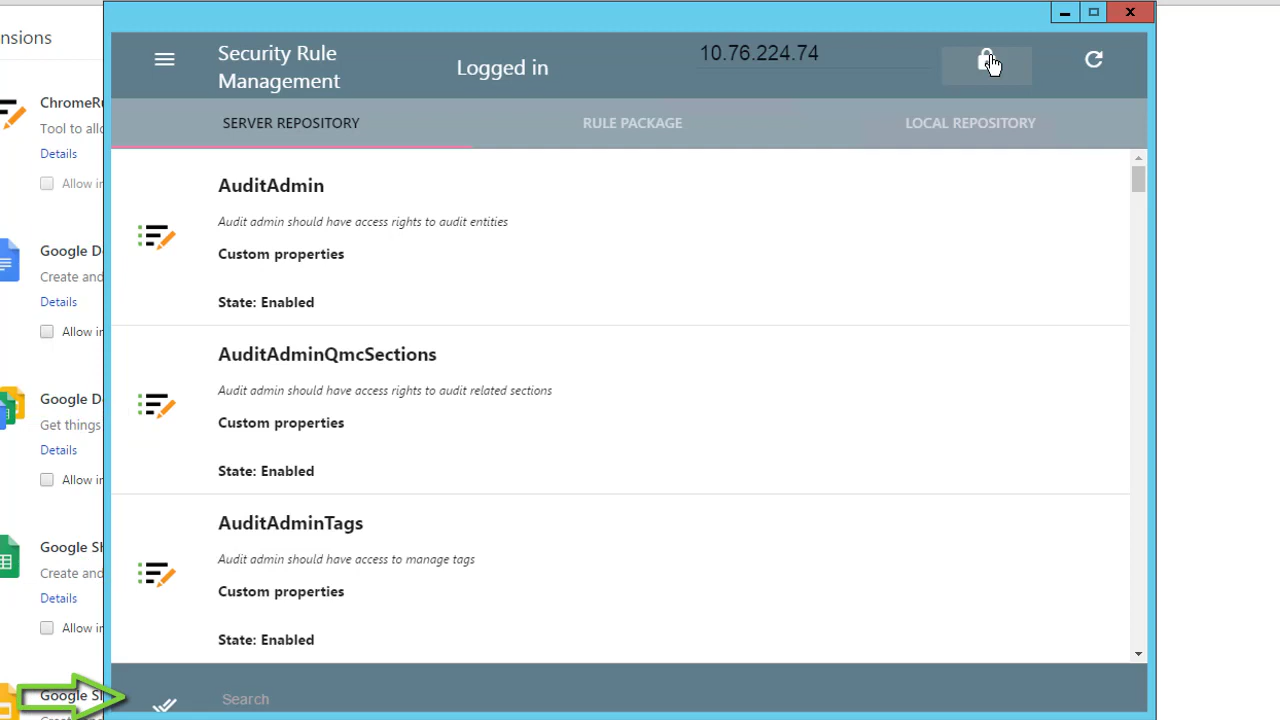 nsions
ChromeRu
Tool to allo
Details
Allow in
Google D
Create and
Details
Allow in
Google D
Get things
Details
Allow in
Google Sh
Create and
Details
Allow in
Google Sl
Security Rule
Management
Logged in
10.76.224.74
SERVER REPOSITORY
RULE PACKAGE
LOCAL REPOSITORY
AuditAdmin
Audit admin should have access rights to audit entities
Custom properties
State: Enabled
AuditAdminQmcSections
Audit admin should have access rights to audit related sections
Custom properties
State: Enabled
AuditAdminTags
Audit admin should have access to manage tags
Custom properties
State: Enabled
Search